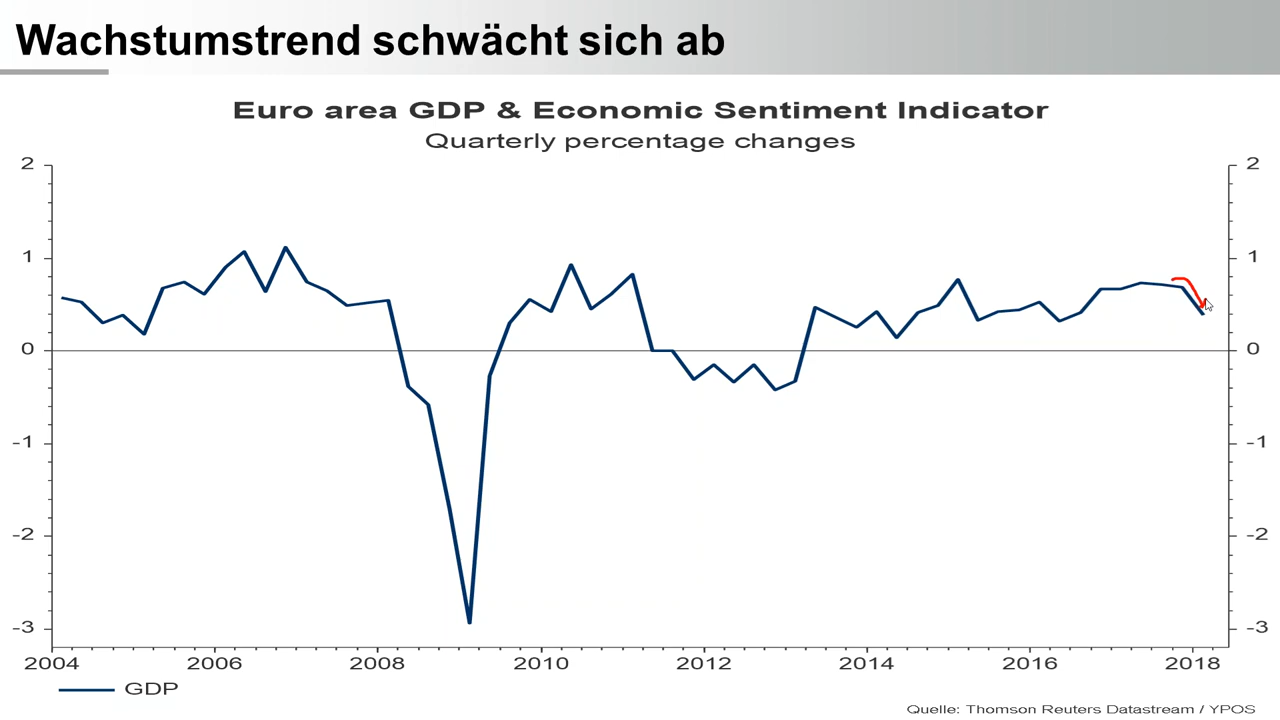 Wachstumstrend schwächt sich ab
Euro area GDP & Economic Sentiment Indicator
Quarterly percentage changes
2 2
1 1
0 0
-1 -1
-2 -2
-3 -3
2004 2006 2008 2010 2012 2014 2016 2018
GDP
Quelle: Thomson Reuters Datastream / YPOS